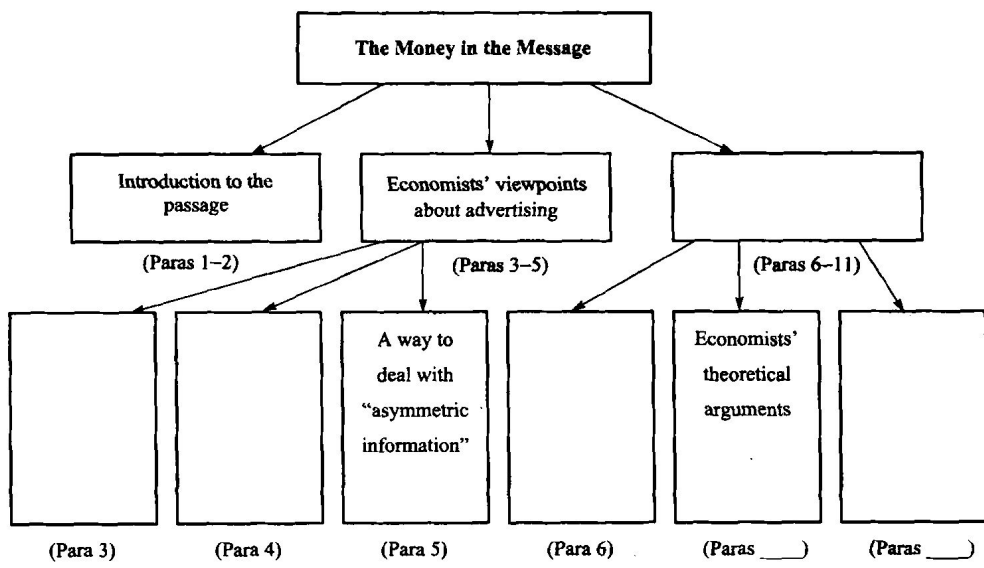 The Money in the Message
Introduction to the
passage
Economists' viewpoints
about advertising
(Paras 1–2)
(Paras 3–5)
(Paras 6–11)
A way to
deal with
“asymmetric
information”
Economists'
theoretical
arguments
(Para 3)
(Para 4)
(Para 5)
(Para 6)
(Paras ____)
(Paras ____)